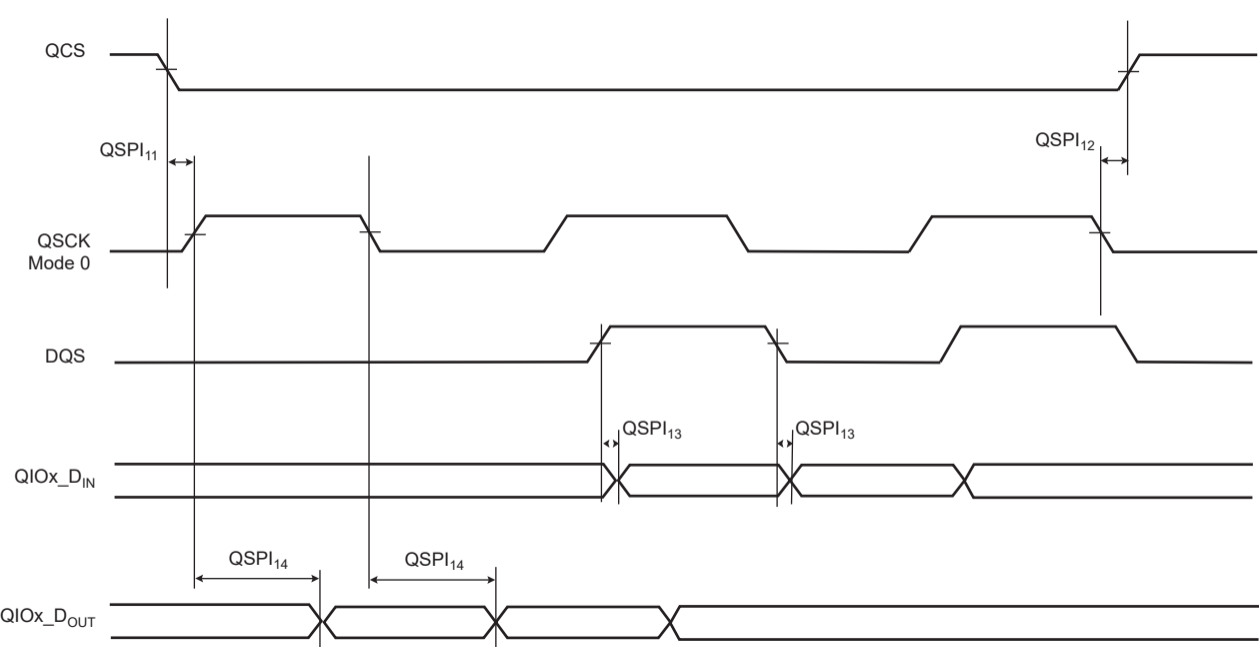 QCS
QSPI11
QSPI12
QSCK
Mode 0
DQS
QSPI13
QSPI13
QIOx_DIN
QSPI14
QSPI14
QIOx_DOUT